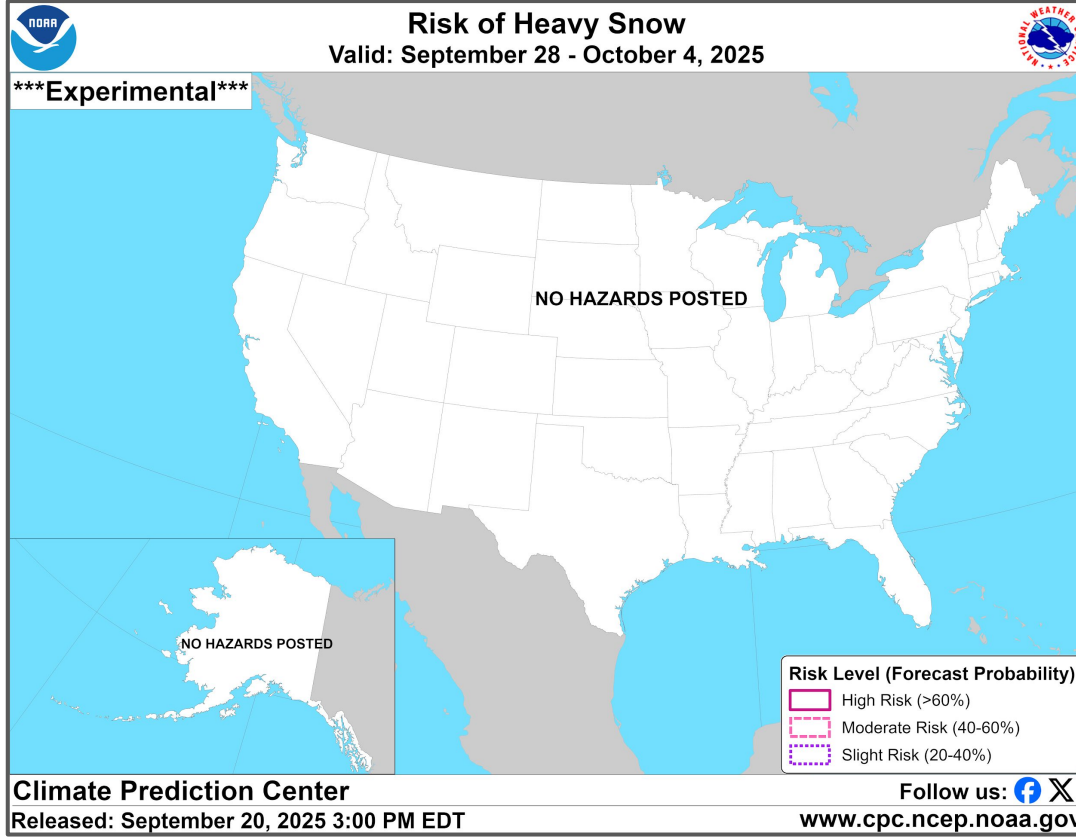 NOAA
Risk of Heavy Snow
Valid: September 28 - October 4, 2025
NATIONAL WEATHER
***Experimental***
NO HAZARDS POSTED
NO HAZARDS POSTED
Risk Level (Forecast Probability)
High Risk (>60%)
Moderate Risk (40-60%)
Slight Risk (20-40%)
Climate Prediction Center
Follow us:
Released: September 20, 2025 3:00 PM EDT
www.cpc.ncep.noaa.gov